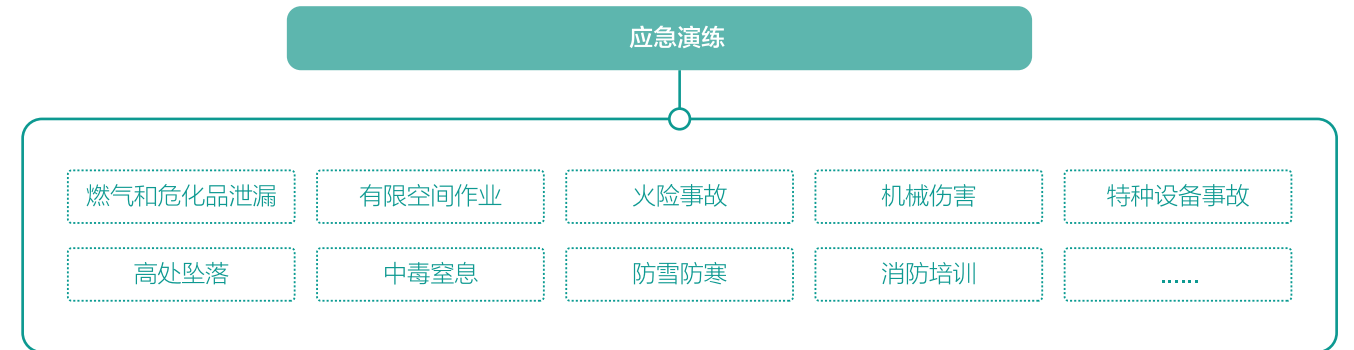 应急演练
燃气和危化品泄漏
有限空间作业
火险事故
机械伤害
特种设备事故
高处坠落
中毒窒息
防雪防寒
消防培训
......